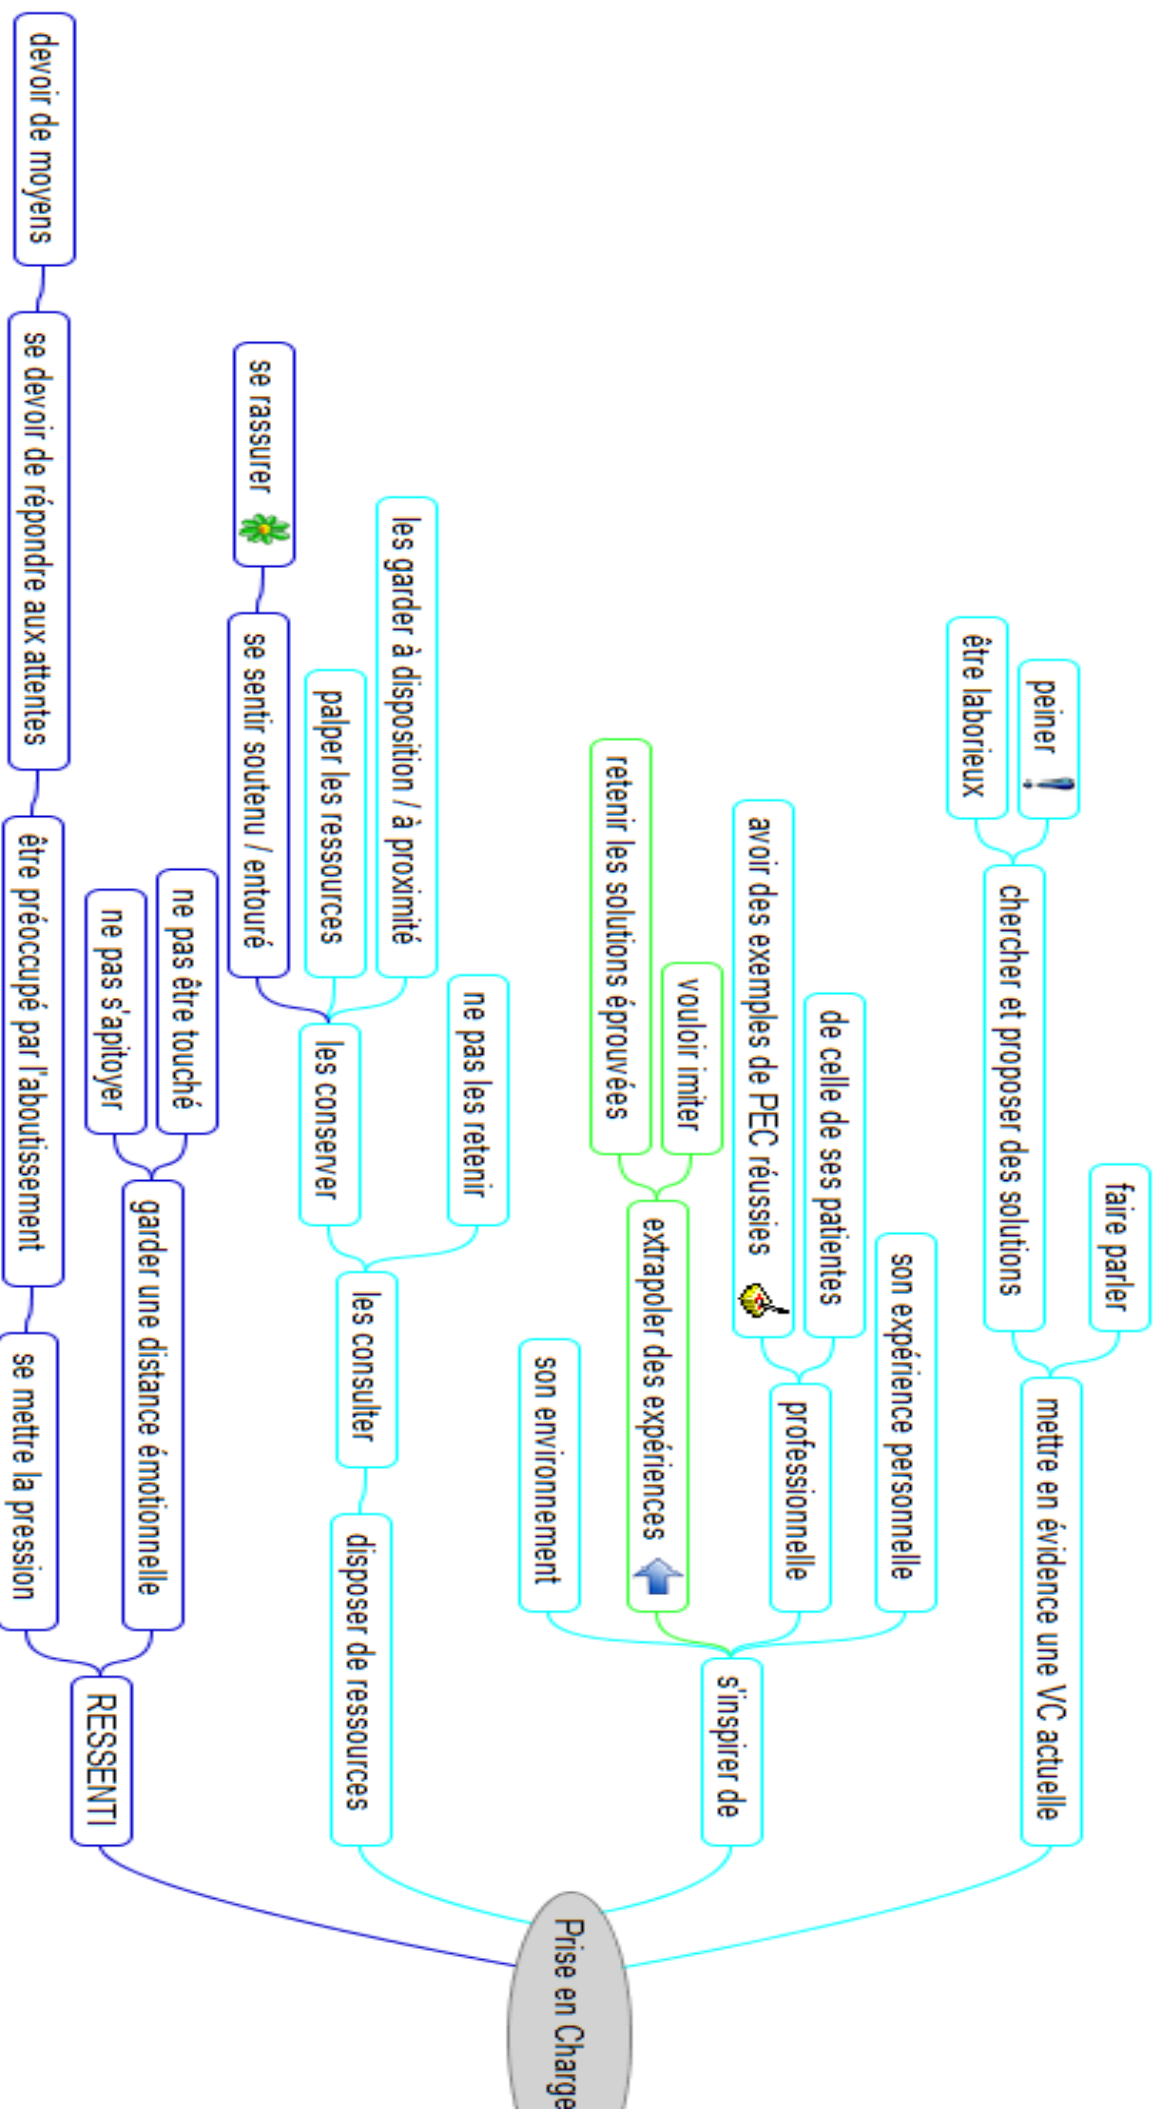 faire parler
mettre en évidence une VC actuelle
peiner
être laborieux
chercher et proposer des solutions
son expérience personnelle
de celle de ses patientes
avoir des exemples de PEC réussies
professionnelle
vouloir imiter
retenir les solutions éprouvées
extrapoler des expériences
son environnement
s'inspirer de
ne pas les retenir
les garder à disposition / à proximité
palper les ressources
se rassurer
se sentir soutenu / entouré
les conserver
les consulter
disposer de ressources
ne pas être touché
ne pas s'apitoyer
garder une distance émotionnelle
devoir de moyens
se devoir de répondre aux attentes
être préoccupé par l'aboutissement
se mettre la pression
RESSENTI
Prise en Charge